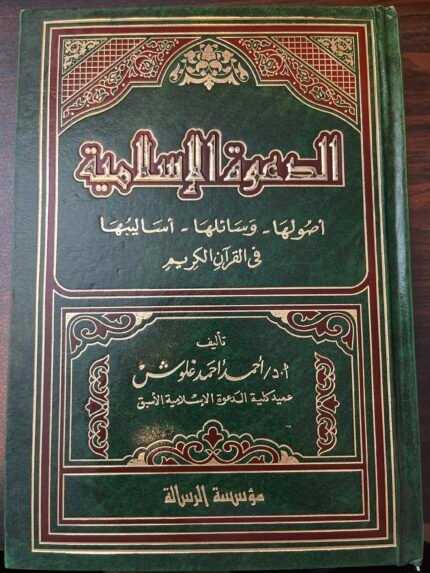 الدعوة الإسلامية
أصولها - وسائلها - أساليبها
في القرآن الكريم
تأليف
أ.د/أحمد أحمد غلوش
عميد كلية الدعوة الإسلامية الأسبق
مؤسسة الرسالة